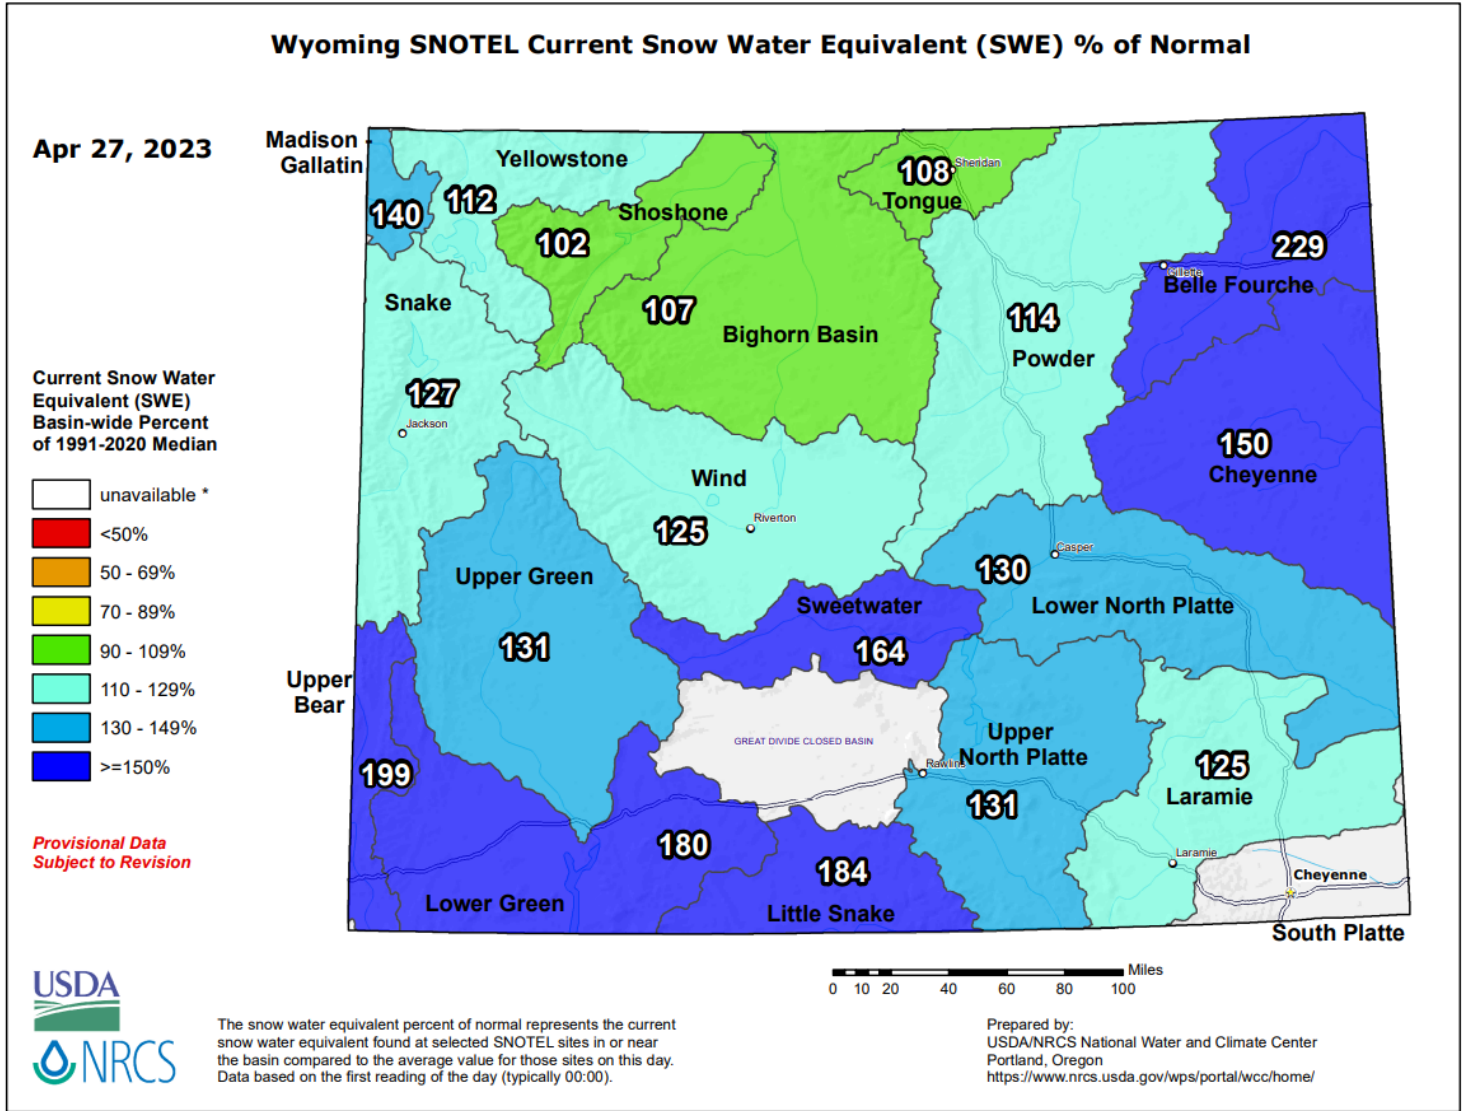 Wyoming SNOTEL Current Snow Water Equivalent (SWE) % of Normal
Apr 27, 2023
Madison
Gallatin
140
112
Yellowstone
102
Shoshone
108
Sheridan
Tongue
229
Gillette
Belle Fourche
Snake
107
Bighorn Basin
114
Powder
127
Jackson
150
Cheyenne
Wind
125
Riverton
Upper Green
131
130
Casper
Lower North Platte
Sweetwater
164
Upper
Bear
199
GREAT DIVIDE CLOSED BASIN
Rawlins
Upper
North Platte
131
125
Laramie
180
184
Lower Green
Little Snake
Laramie
Cheyenne
South Platte
Current Snow Water
Equivalent (SWE)
Basin-wide Percent
of 1991-2020 Median
unavailable *
<50%
50 - 69%
70 - 89%
90 - 109%
110 - 129%
130 - 149%
>=150%
Provisional Data
Subject to Revision
Miles
0 10 20 40 60 80 100
USDA
NRCS
The snow water equivalent percent of normal represents the current
snow water equivalent found at selected SNOTEL sites in or near
the basin compared to the average value for those sites on this day.
Data based on the first reading of the day (typically 00:00).
Prepared by:
USDA/NRCS National Water and Climate Center
Portland, Oregon
https://www.nrcs.usda.gov/wps/portal/wcc/home/